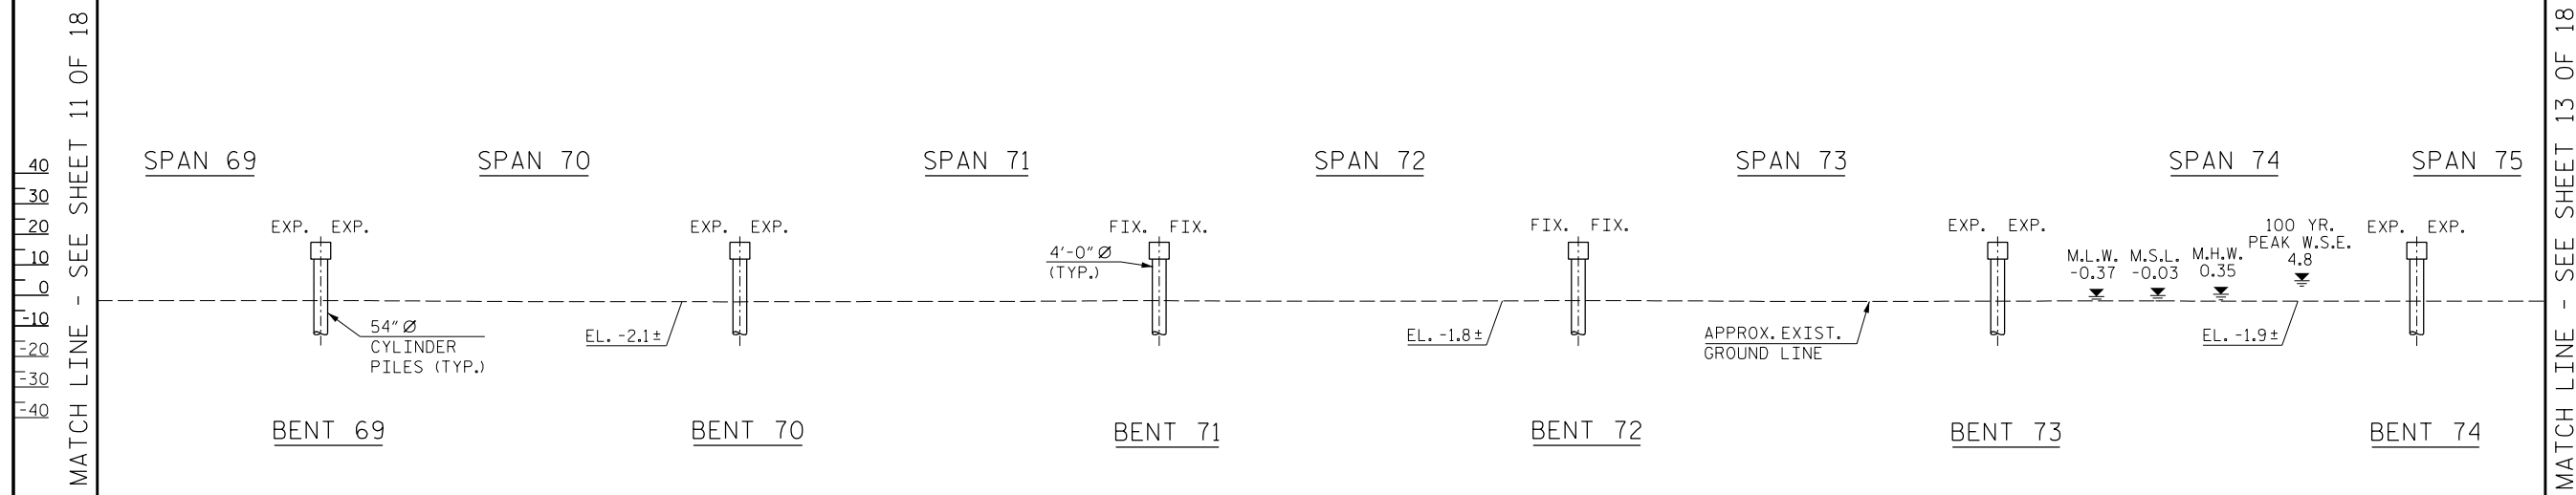 MATCH LINE - SEE SHEET 11 OF 18
40
30
20
10
0
-10
-20
-30
-40
SPAN 69
SPAN 70
SPAN 71
SPAN 72
SPAN 73
SPAN 74
SPAN 75
EXP. EXP.
EXP. EXP.
FIX. FIX.
FIX. FIX.
EXP. EXP.
EXP. EXP.
4'-0" Ø
(TYP.)
M.L.W.
-0.37
M.S.L.
-0.03
M.H.W.
0.35
100 YR.
PEAK W.S.E.
4.8
54" Ø
CYLINDER
PILES (TYP.)
EL. -2.1±
EL. -1.8±
APPROX. EXIST.
GROUND LINE
EL. -1.9±
BENT 69
BENT 70
BENT 71
BENT 72
BENT 73
BENT 74
MATCH LINE - SEE SHEET 13 OF 18